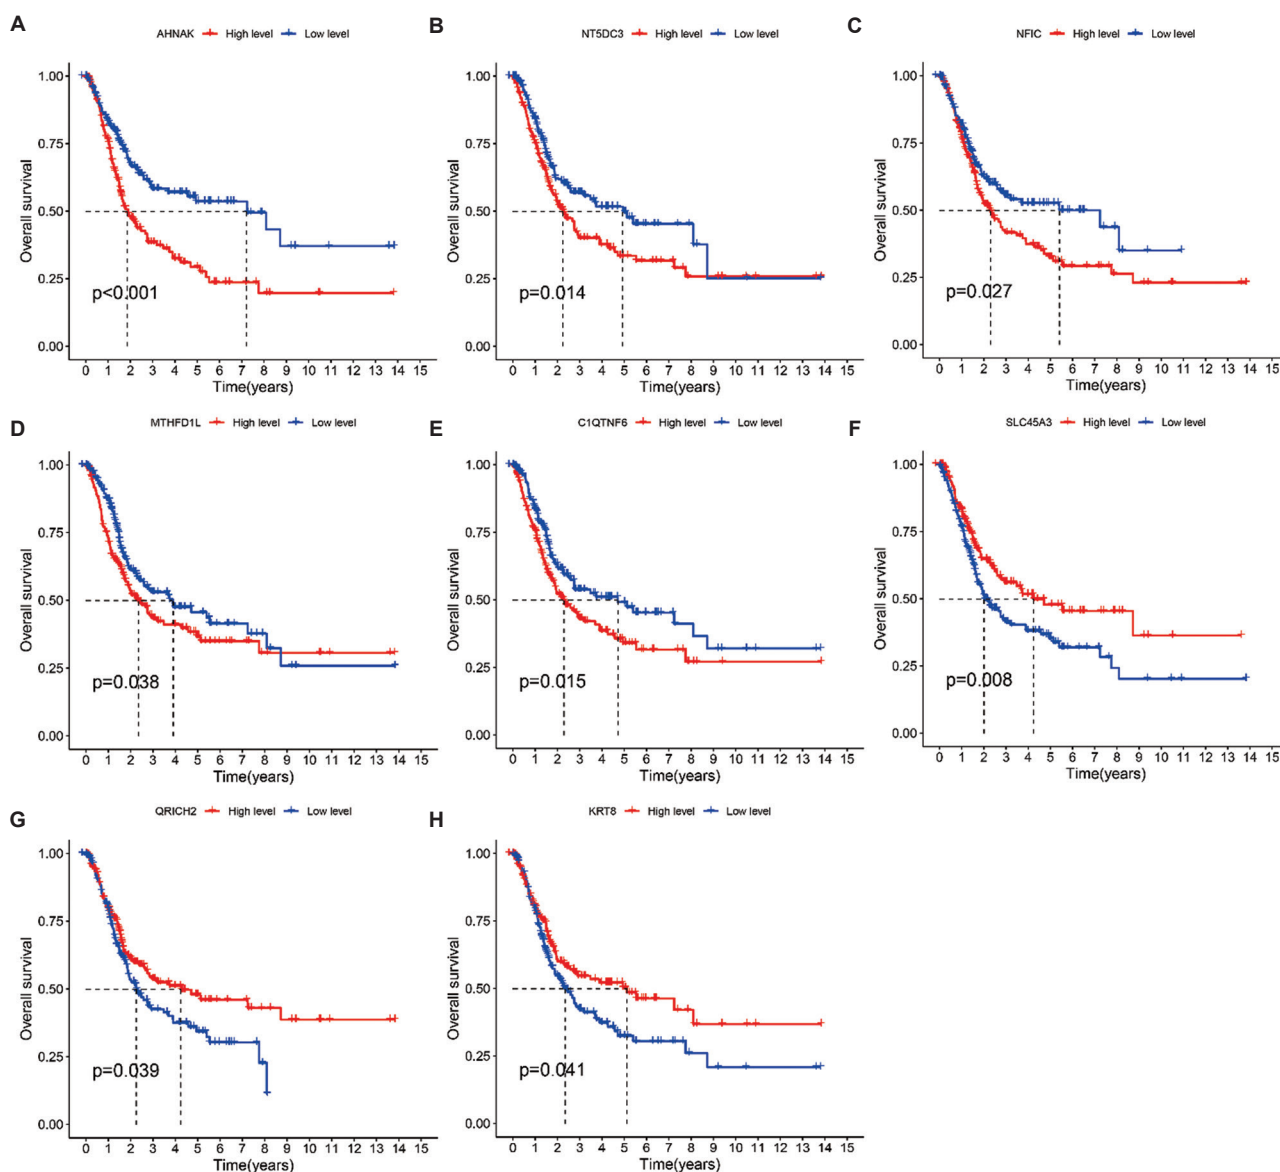 A
AHNAK High level Low level
Overall survival
1.00
0.75
0.50
0.25
0.00
p<0.001
0 1 2 3 4 5 6 7 8 9 10 11 12 13 14 15
Time(years)
B
NT5DC3 High level Low level
Overall survival
1.00
0.75
0.50
0.25
0.00
p=0.014
0 1 2 3 4 5 6 7 8 9 10 11 12 13 14 15
Time(years)
C
NFIC High level Low level
Overall survival
1.00
0.75
0.50
0.25
0.00
p=0.027
0 1 2 3 4 5 6 7 8 9 10 11 12 13 14 15
Time(years)
D
MTHFD1L High level Low level
Overall survival
1.00
0.75
0.50
0.25
0.00
p=0.038
0 1 2 3 4 5 6 7 8 9 10 11 12 13 14 15
Time(years)
E
C1QTNF6 High level Low level
Overall survival
1.00
0.75
0.50
0.25
0.00
p=0.015
0 1 2 3 4 5 6 7 8 9 10 11 12 13 14 15
Time(years)
F
SLC45A3 High level Low level
Overall survival
1.00
0.75
0.50
0.25
0.00
p=0.008
0 1 2 3 4 5 6 7 8 9 10 11 12 13 14 15
Time(years)
G
QRICH2 High level Low level
Overall survival
1.00
0.75
0.50
0.25
0.00
p=0.039
0 1 2 3 4 5 6 7 8 9 10 11 12 13 14 15
Time(years)
H
KRT8 High level Low level
Overall survival
1.00
0.75
0.50
0.25
0.00
p=0.041
0 1 2 3 4 5 6 7 8 9 10 11 12 13 14 15
Time(years)